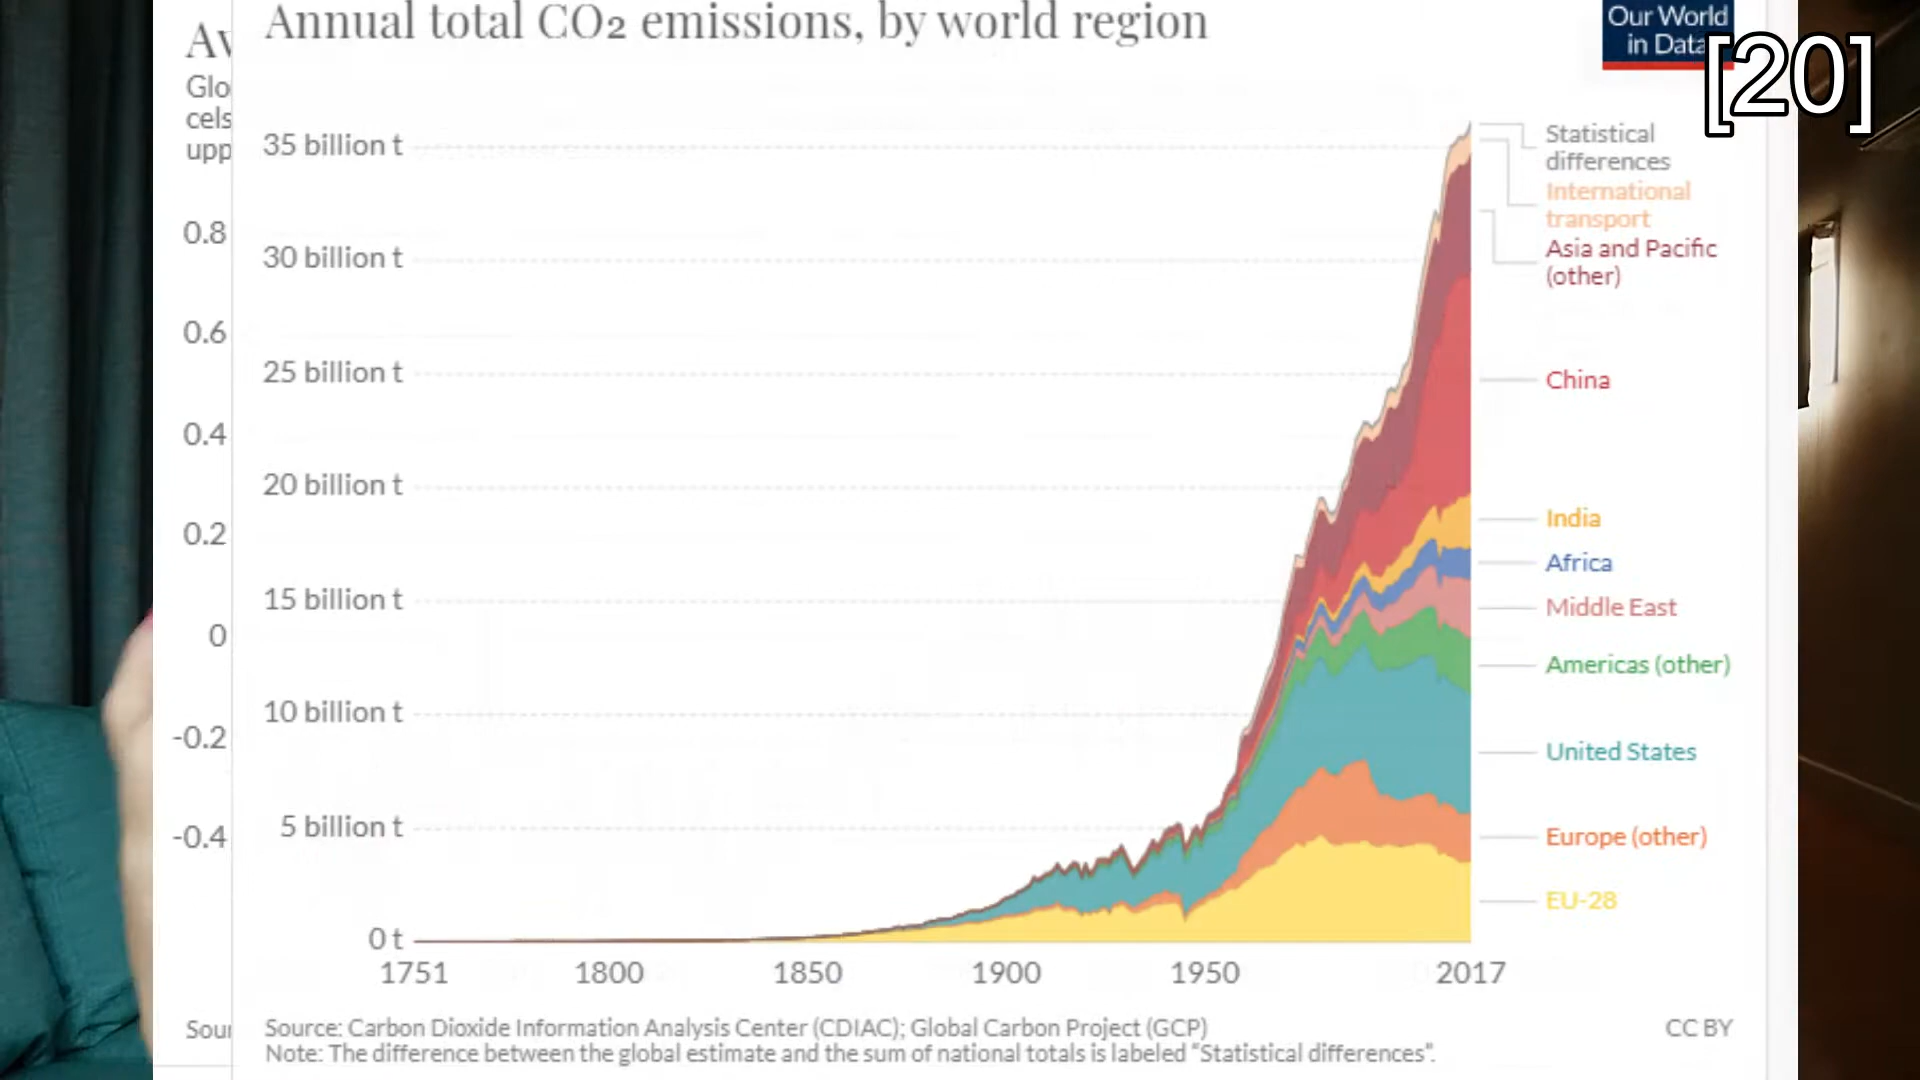 Annual total CO₂ emissions, by world region
Our World
in Data
[20]
Glo
cels
upp
0.8
0.6
0.4
0.2
0
-0.2
-0.4
Sour
35 billion t
30 billion t
25 billion t
20 billion t
15 billion t
10 billion t
5 billion t
0 t
1751
1800
1850
1900
1950
2017
Statistical
differences
International
transport
Asia and Pacific
(other)
China
India
Africa
Middle East
Americas (other)
United States
Europe (other)
EU-28
Source: Carbon Dioxide Information Analysis Center (CDIAC); Global Carbon Project (GCP)
CC BY
Note: The difference between the global estimate and the sum of national totals is labeled “Statistical differences”.